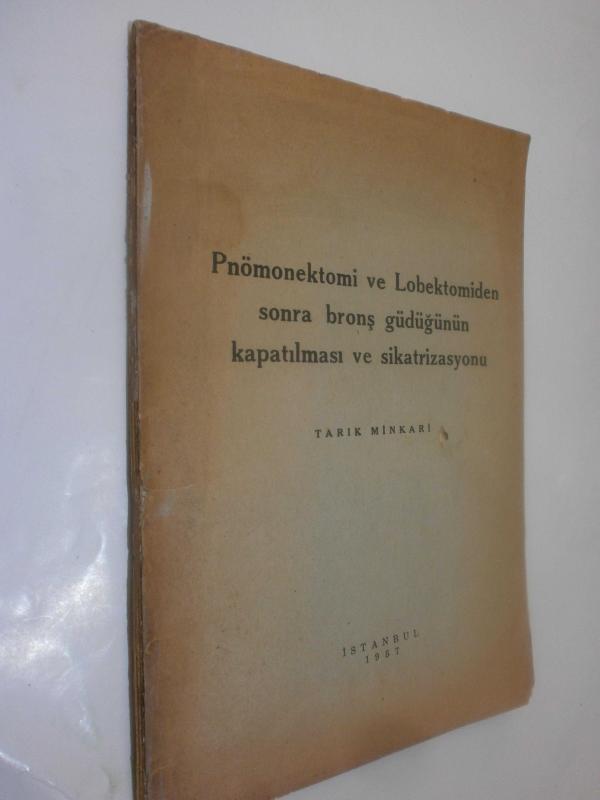 Pnömonektomi ve Lobektomiden
sonra bronş güdüğünün
kapatılması ve sikatrizasyonu
TARIK MİNKARİ
İSTANBUL
1957